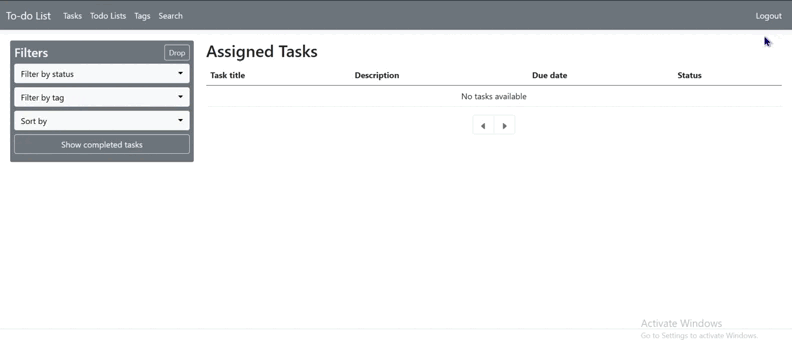 To-do List Tasks Todo Lists Tags Search Logout
Filters Drop
Filter by status
Filter by tag
Sort by
Show completed tasks
Assigned Tasks
Task title Description Due date Status
No tasks available
Activate Windows
Go to Settings to activate Windows.